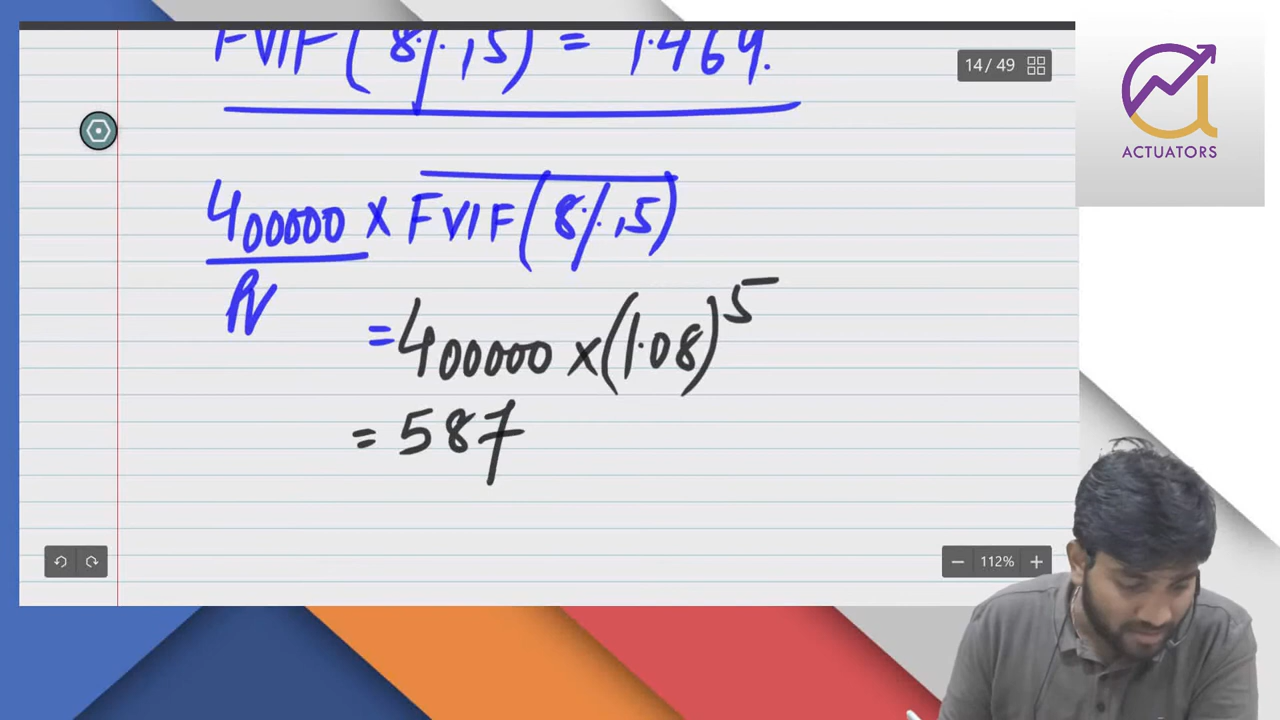 FVIF(8%,5) = 1.469.
14 / 49
ACTUATORS
400000 x FVIF(8%,5)
PV
=400000 x(1.08)^5
= 587
112%